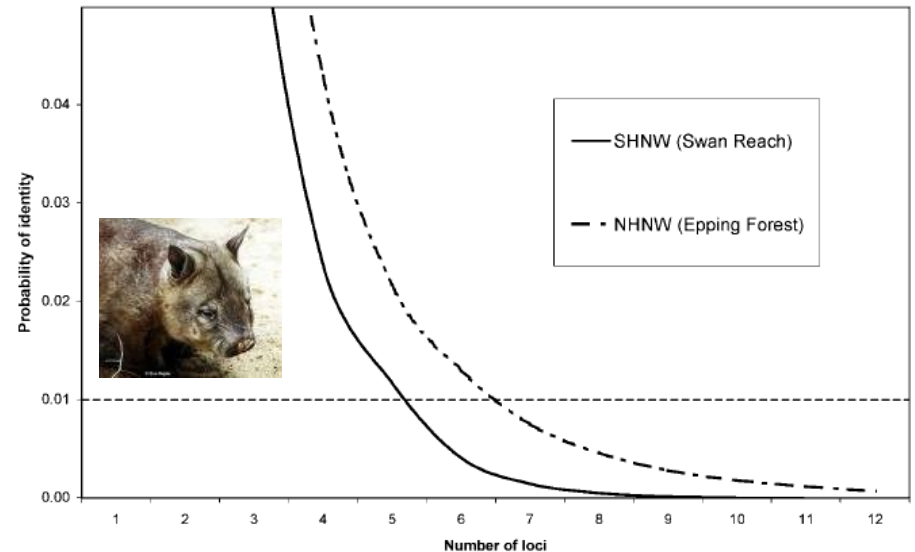 0.04
0.03
0.02
0.01
0.00
Probability of identity
SHNW (Swan Reach)
NHNW (Epping Forest)
1 2 3 4 5 6 7 8 9 10 11 12
Number of loci